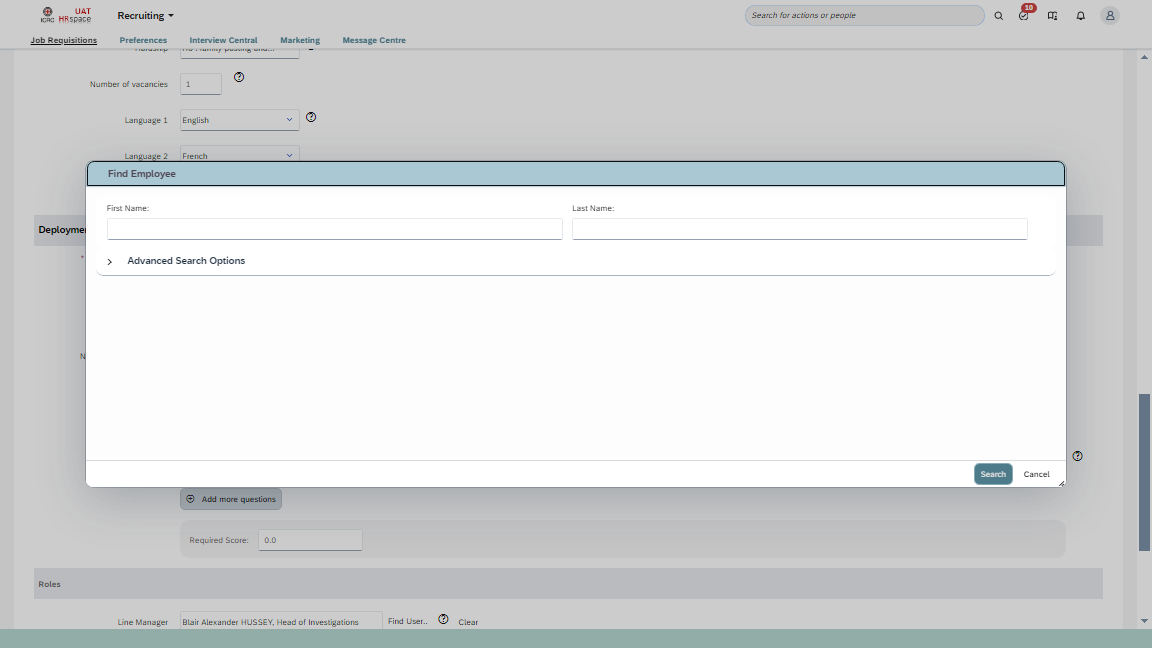 ICRC
UAT
HRspace
Recruiting
Search for actions or people
10
Job Requisitions
Preferences
Interview Central
Marketing
Message Centre
Number of vacancies
1
Language 1
English
Language 2
French
Find Employee
First Name:
Last Name:
Advanced Search Options
Deployme
*
N
Search
Cancel
Add more questions
Required Score:
0.0
Roles
Line Manager
Blair Alexander HUSSEY, Head of Investigations
Find User..
Clear